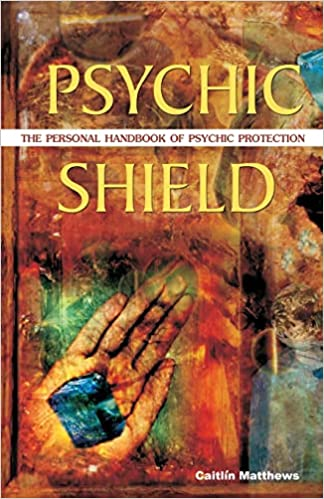 PSYCHIC
THE PERSONAL HANDBOOK OF PSYCHIC PROTECTION
SHIELD
Caitlín Matthews